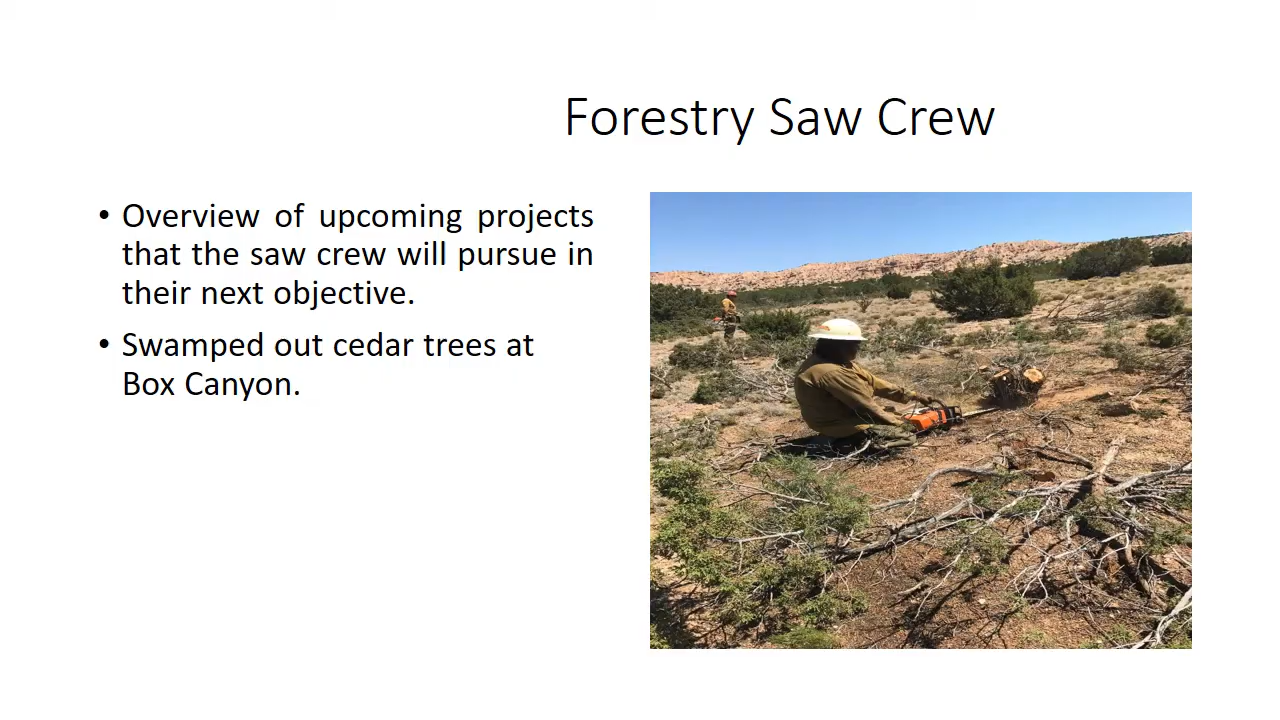 Forestry Saw Crew
• Overview of upcoming projects
that the saw crew will pursue in
their next objective.
• Swamped out cedar trees at
Box Canyon.